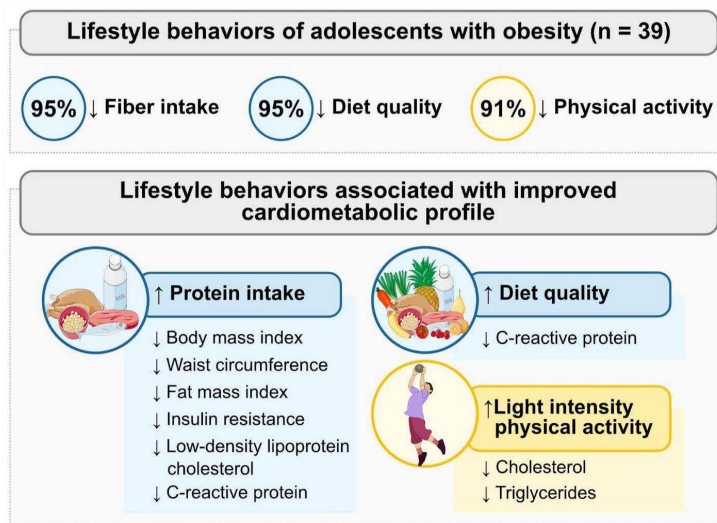 Lifestyle behaviors of adolescents with obesity (n = 39)
95% ↓ Fiber intake
95% ↓ Diet quality
91% ↓ Physical activity
Lifestyle behaviors associated with improved
cardiometabolic profile
↑ Protein intake
↓ Body mass index
↓ Waist circumference
↓ Fat mass index
↓ Insulin resistance
↓ Low-density lipoprotein
cholesterol
↓ C-reactive protein
↑ Diet quality
↓ C-reactive protein
↑Light intensity
physical activity
↓ Cholesterol
↓ Triglycerides